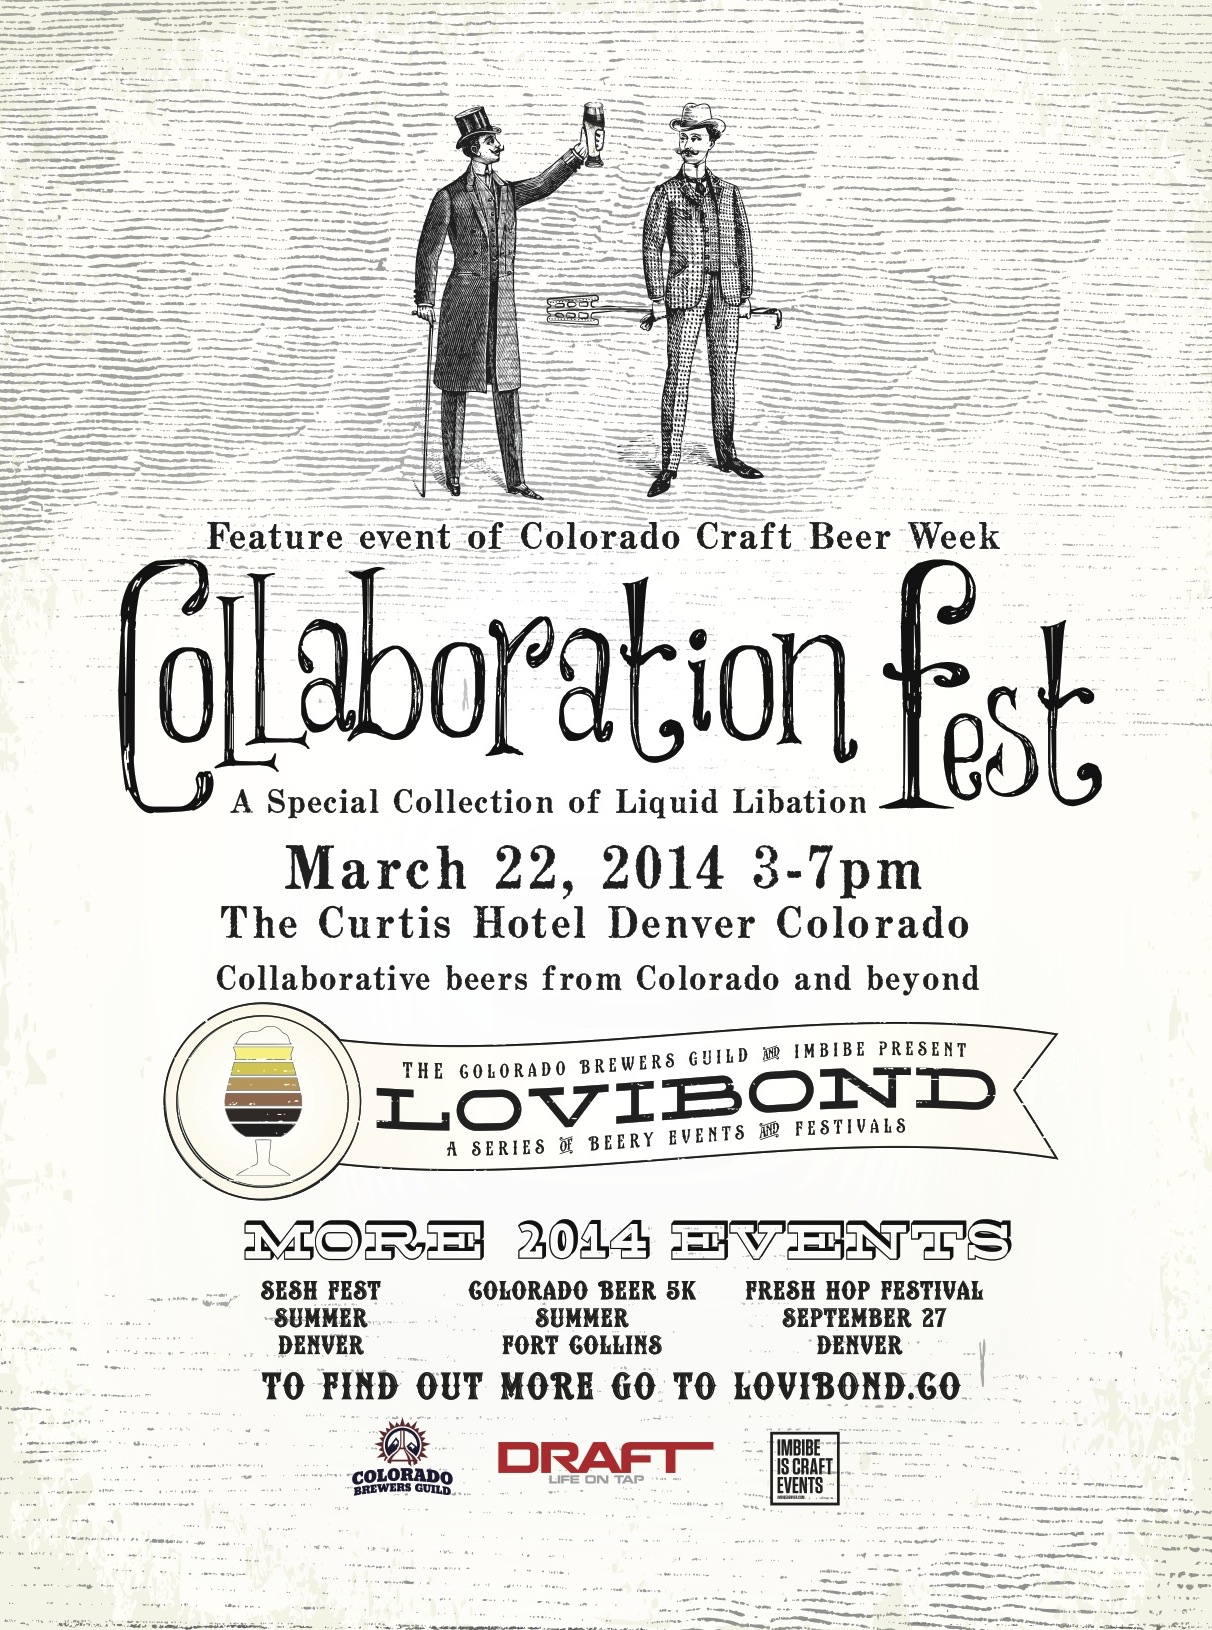 Feature event of Colorado Craft Beer Week
Collaboration Fest
A Special Collection of Liquid Libation
March 22, 2014 3-7pm
The Curtis Hotel Denver Colorado
Collaborative beers from Colorado and beyond
THE COLORADO BREWERS GUILD AND IMBIBE PRESENT
LOVIBOND
A SERIES OF BEERY EVENTS AND FESTIVALS
MORE 2014 EVENTS
SESH FEST
SUMMER
DENVER
COLORADO BEER 5K
SUMMER
FORT COLLINS
FRESH HOP FESTIVAL
SEPTEMBER 27
DENVER
TO FIND OUT MORE GO TO LOVIBOND.CO
COLORADO
BREWERS GUILD
DRAFT
LIFE ON TAP
IMBIBE
IS CRAFT
EVENTS